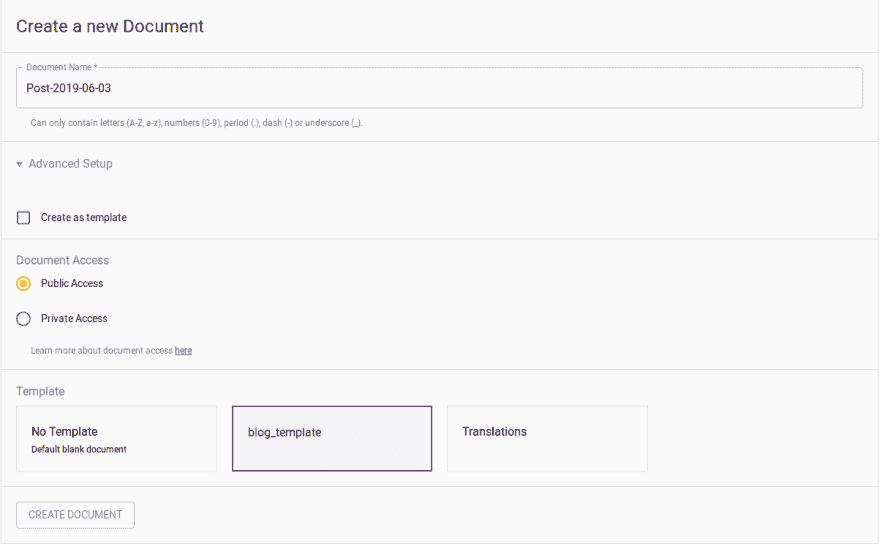 Create a new Document
Document Name *
Post-2019-06-03
Can only contain letters (A-Z, a-z), numbers (0-9), period (.), dash (-) or underscore (_).
Advanced Setup
Create as template
Document Access
Public Access
Private Access
Learn more about document access here
Template
No Template
Default blank document
blog_template
Translations
CREATE DOCUMENT